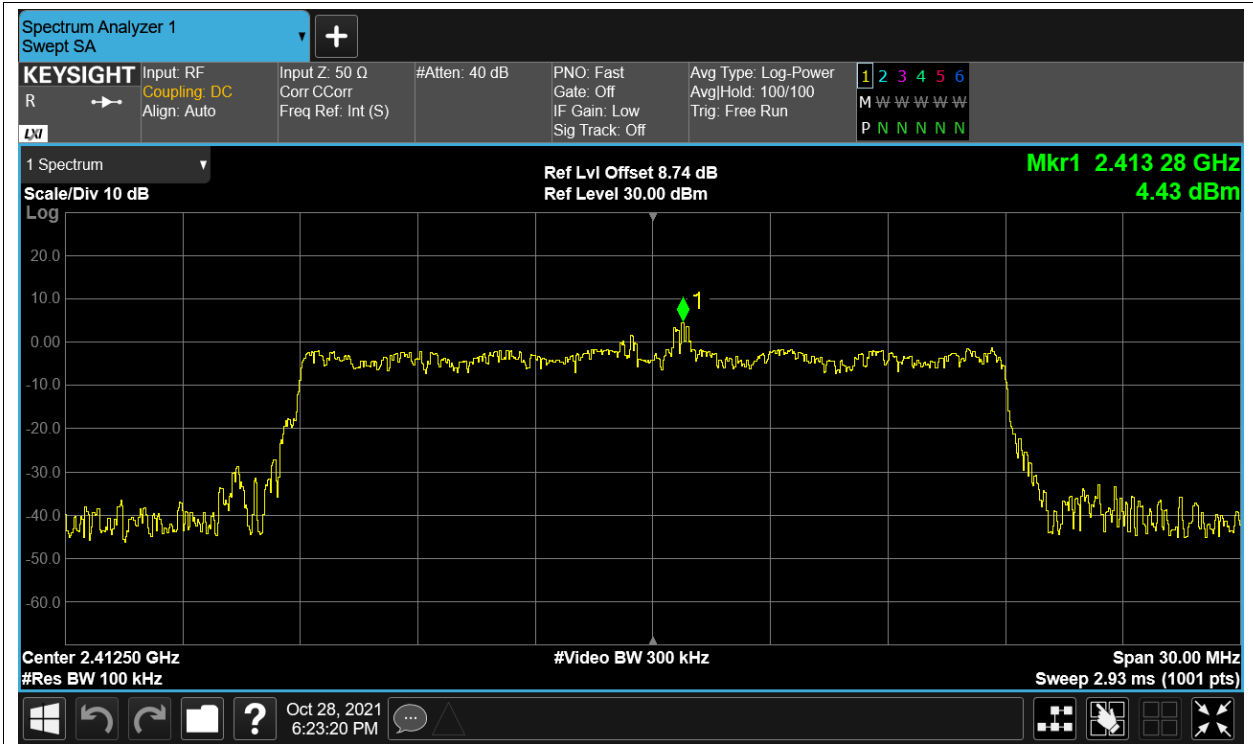 Spectrum Analyzer 1
Swept SA
KEYSIGHT
R
LXI
Input: RF
Coupling: DC
Align: Auto
Input Z: 50 Ω
Corr CCorr
Freq Ref: Int (S)
#Atten: 40 dB
PNO: Fast
Gate: Off
IF Gain: Low
Sig Track: Off
Avg Type: Log-Power
Avg|Hold: 100/100
Trig: Free Run
1 2 3 4 5 6
M W W W W W
P N N N N N
1 Spectrum
Scale/Div 10 dB
Ref Lvl Offset 8.74 dB
Ref Level 30.00 dBm
Mkr1 2.413 28 GHz
4.43 dBm
Log
20.0
10.0
1
0.00
-10.0
-20.0
-30.0
-40.0
-50.0
-60.0
Center 2.41250 GHz
#Video BW 300 kHz
Span 30.00 MHz
#Res BW 100 kHz
Sweep 2.93 ms (1001 pts)
?
Oct 28, 2021
6:23:20 PM